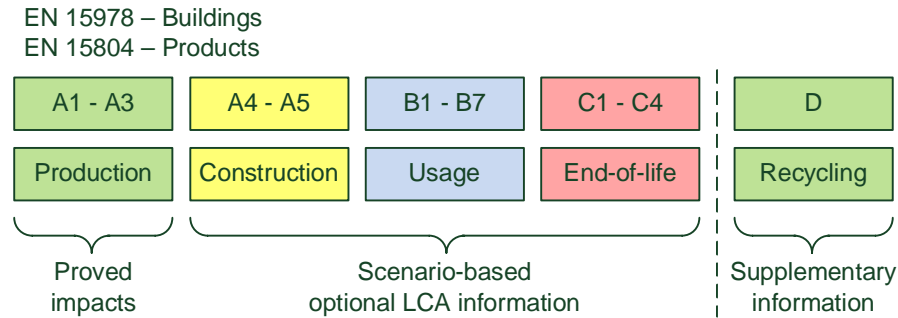 EN 15978 – Buildings
EN 15804 – Products
A1 - A3
A4 - A5
B1 - B7
C1 - C4
D
Production
Construction
Usage
End-of-life
Recycling
Proved
impacts
Scenario-based
optional LCA information
Supplementary
information